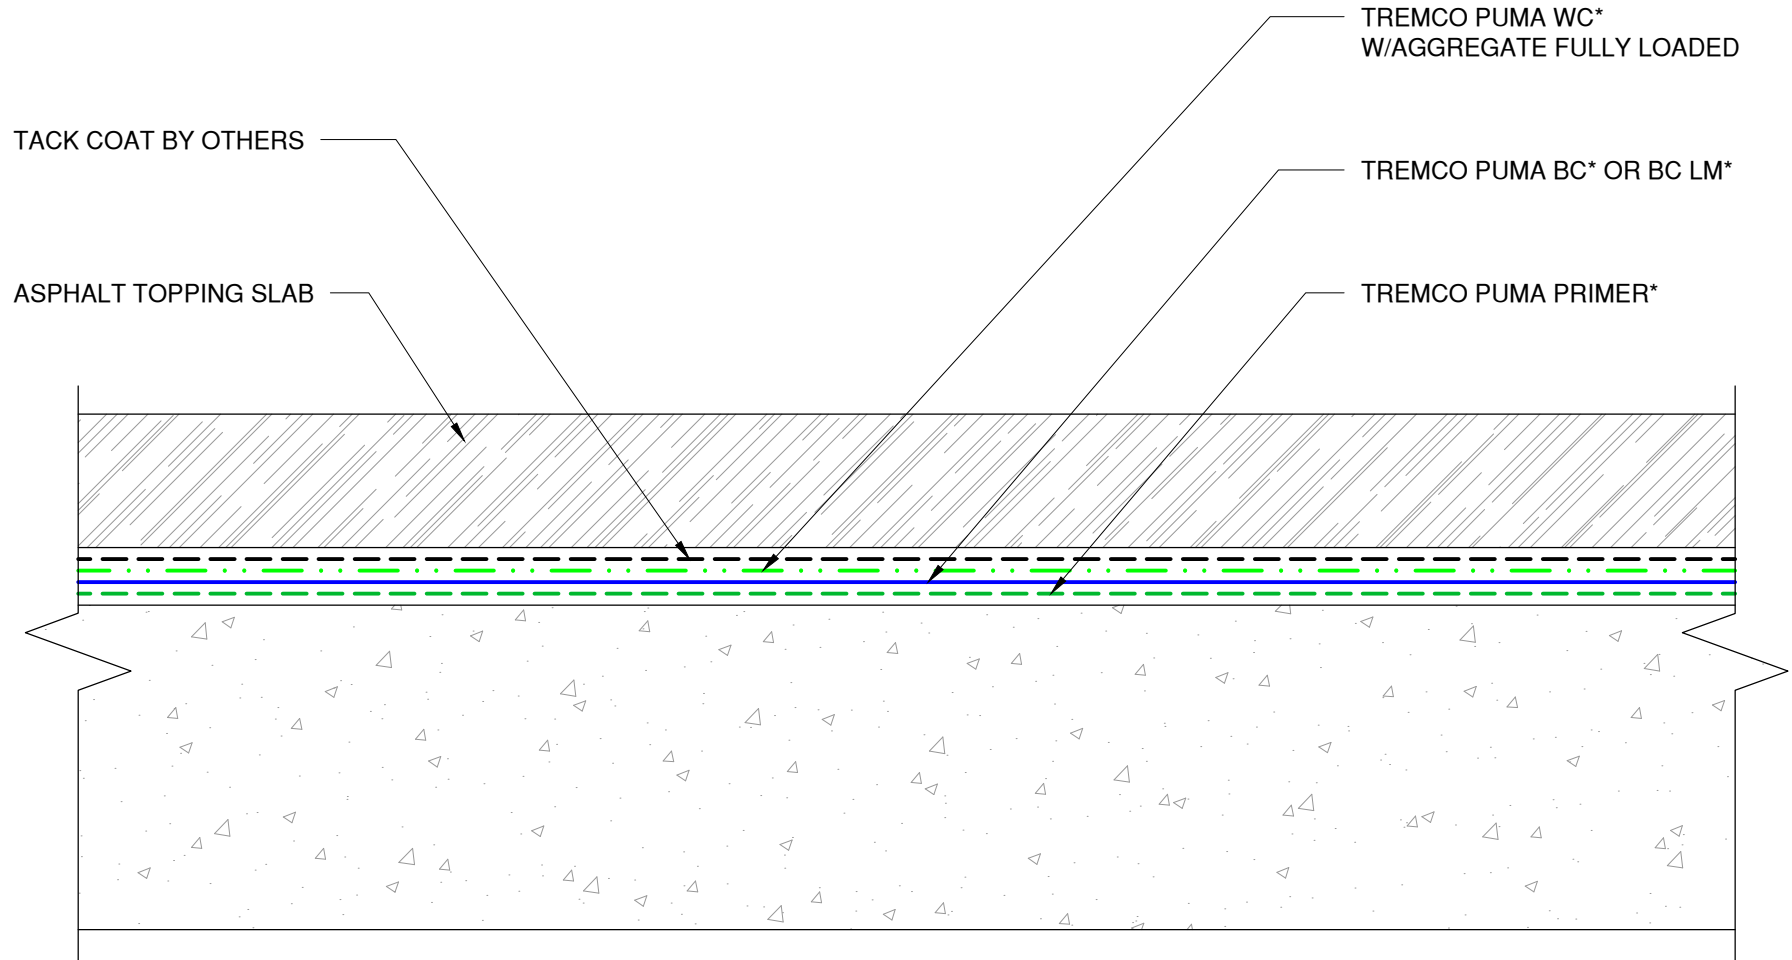 TREMCO PUMA WC*
W/AGGREGATE FULLY LOADED
TACK COAT BY OTHERS
TREMCO PUMA BC* OR BC LM*
ASPHALT TOPPING SLAB
TREMCO PUMA PRIMER*